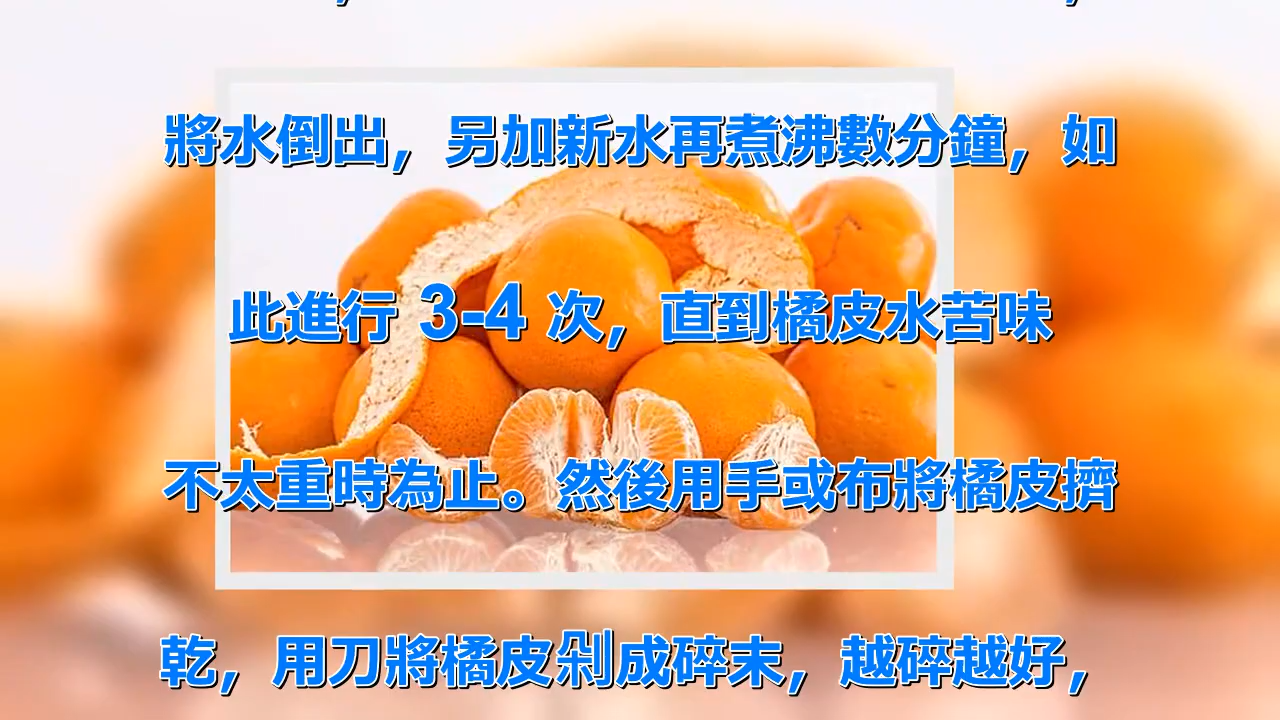 將水倒出，另加新水再煮沸數分鐘，如
此進行 3-4 次，直到橘皮水苦味
不太重時為止。然後用手或布將橘皮擠
乾，用刀將橘皮剁成碎末，越碎越好，